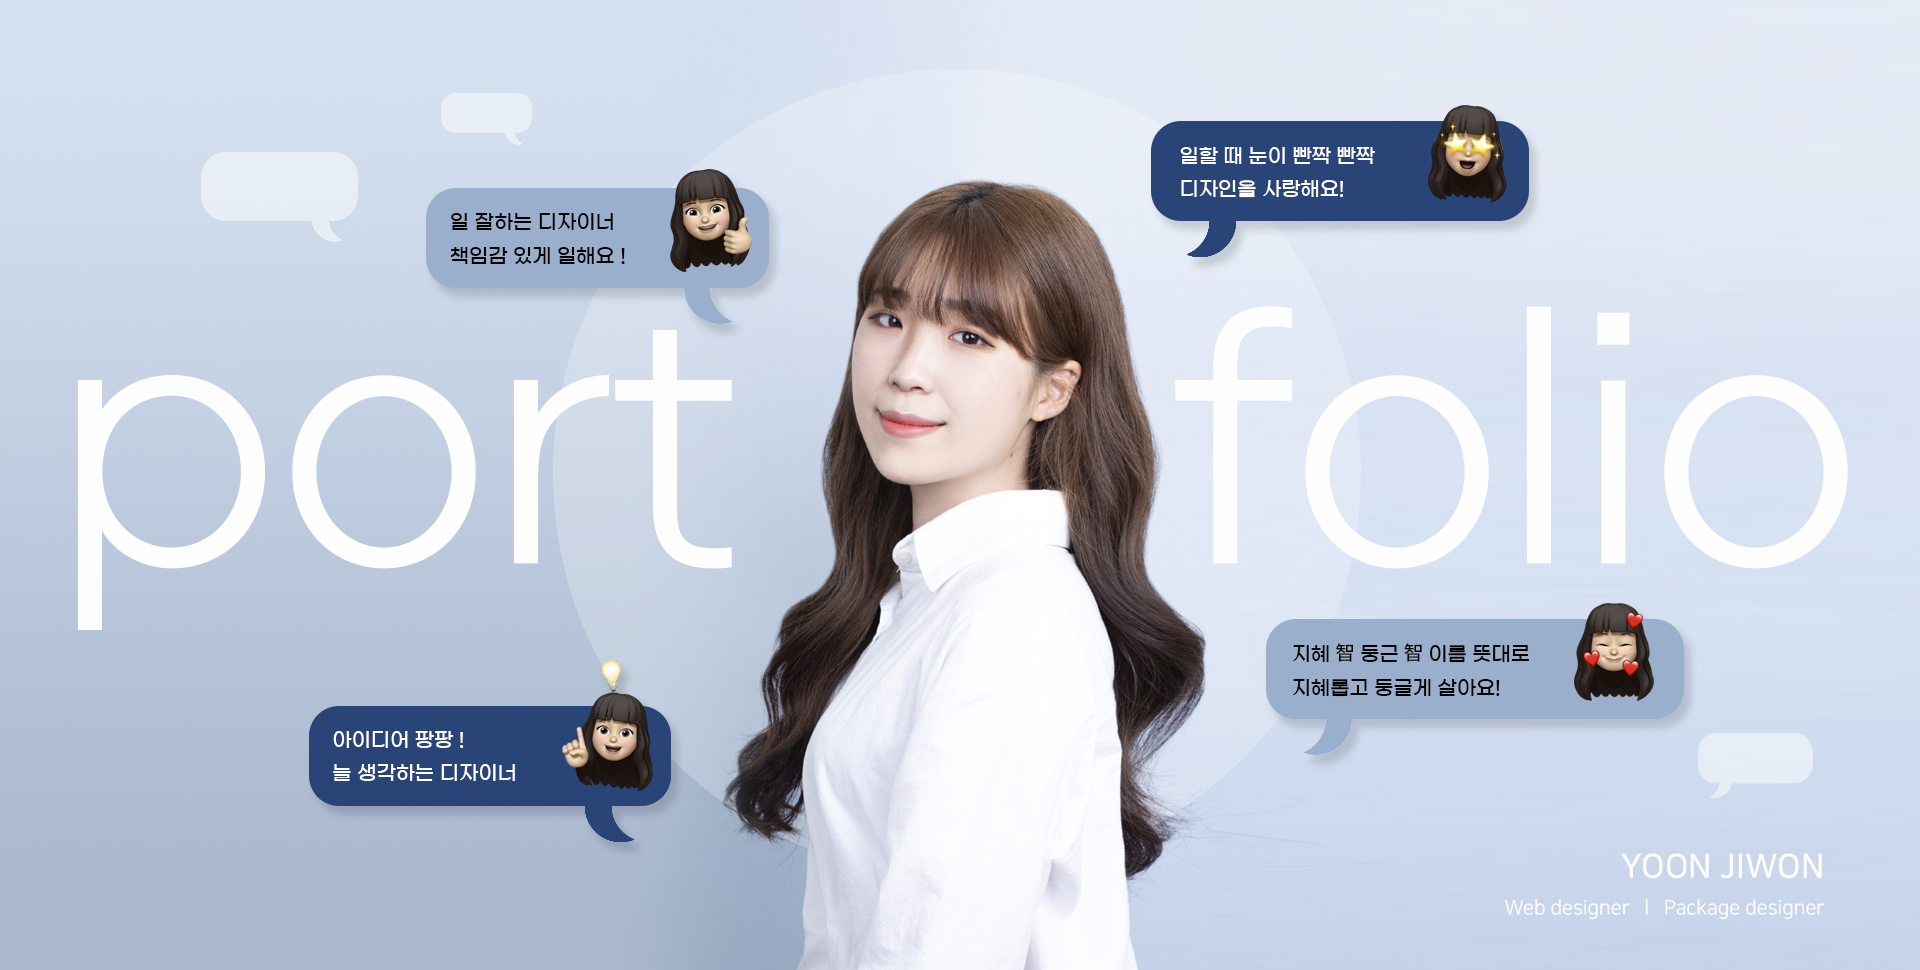 일할 때 눈이 빤짝 빤짝
디자인을 사랑해요!
일 잘하는 디자이너
책임감 있게 일해요 !
port folio
지혜 智 둥근 智 이름 뜻대로
지혜롭고 둥글게 살아요!
아이디어 팡팡 !
늘 생각하는 디자이너
YOON JIWON
Web designer | Package designer